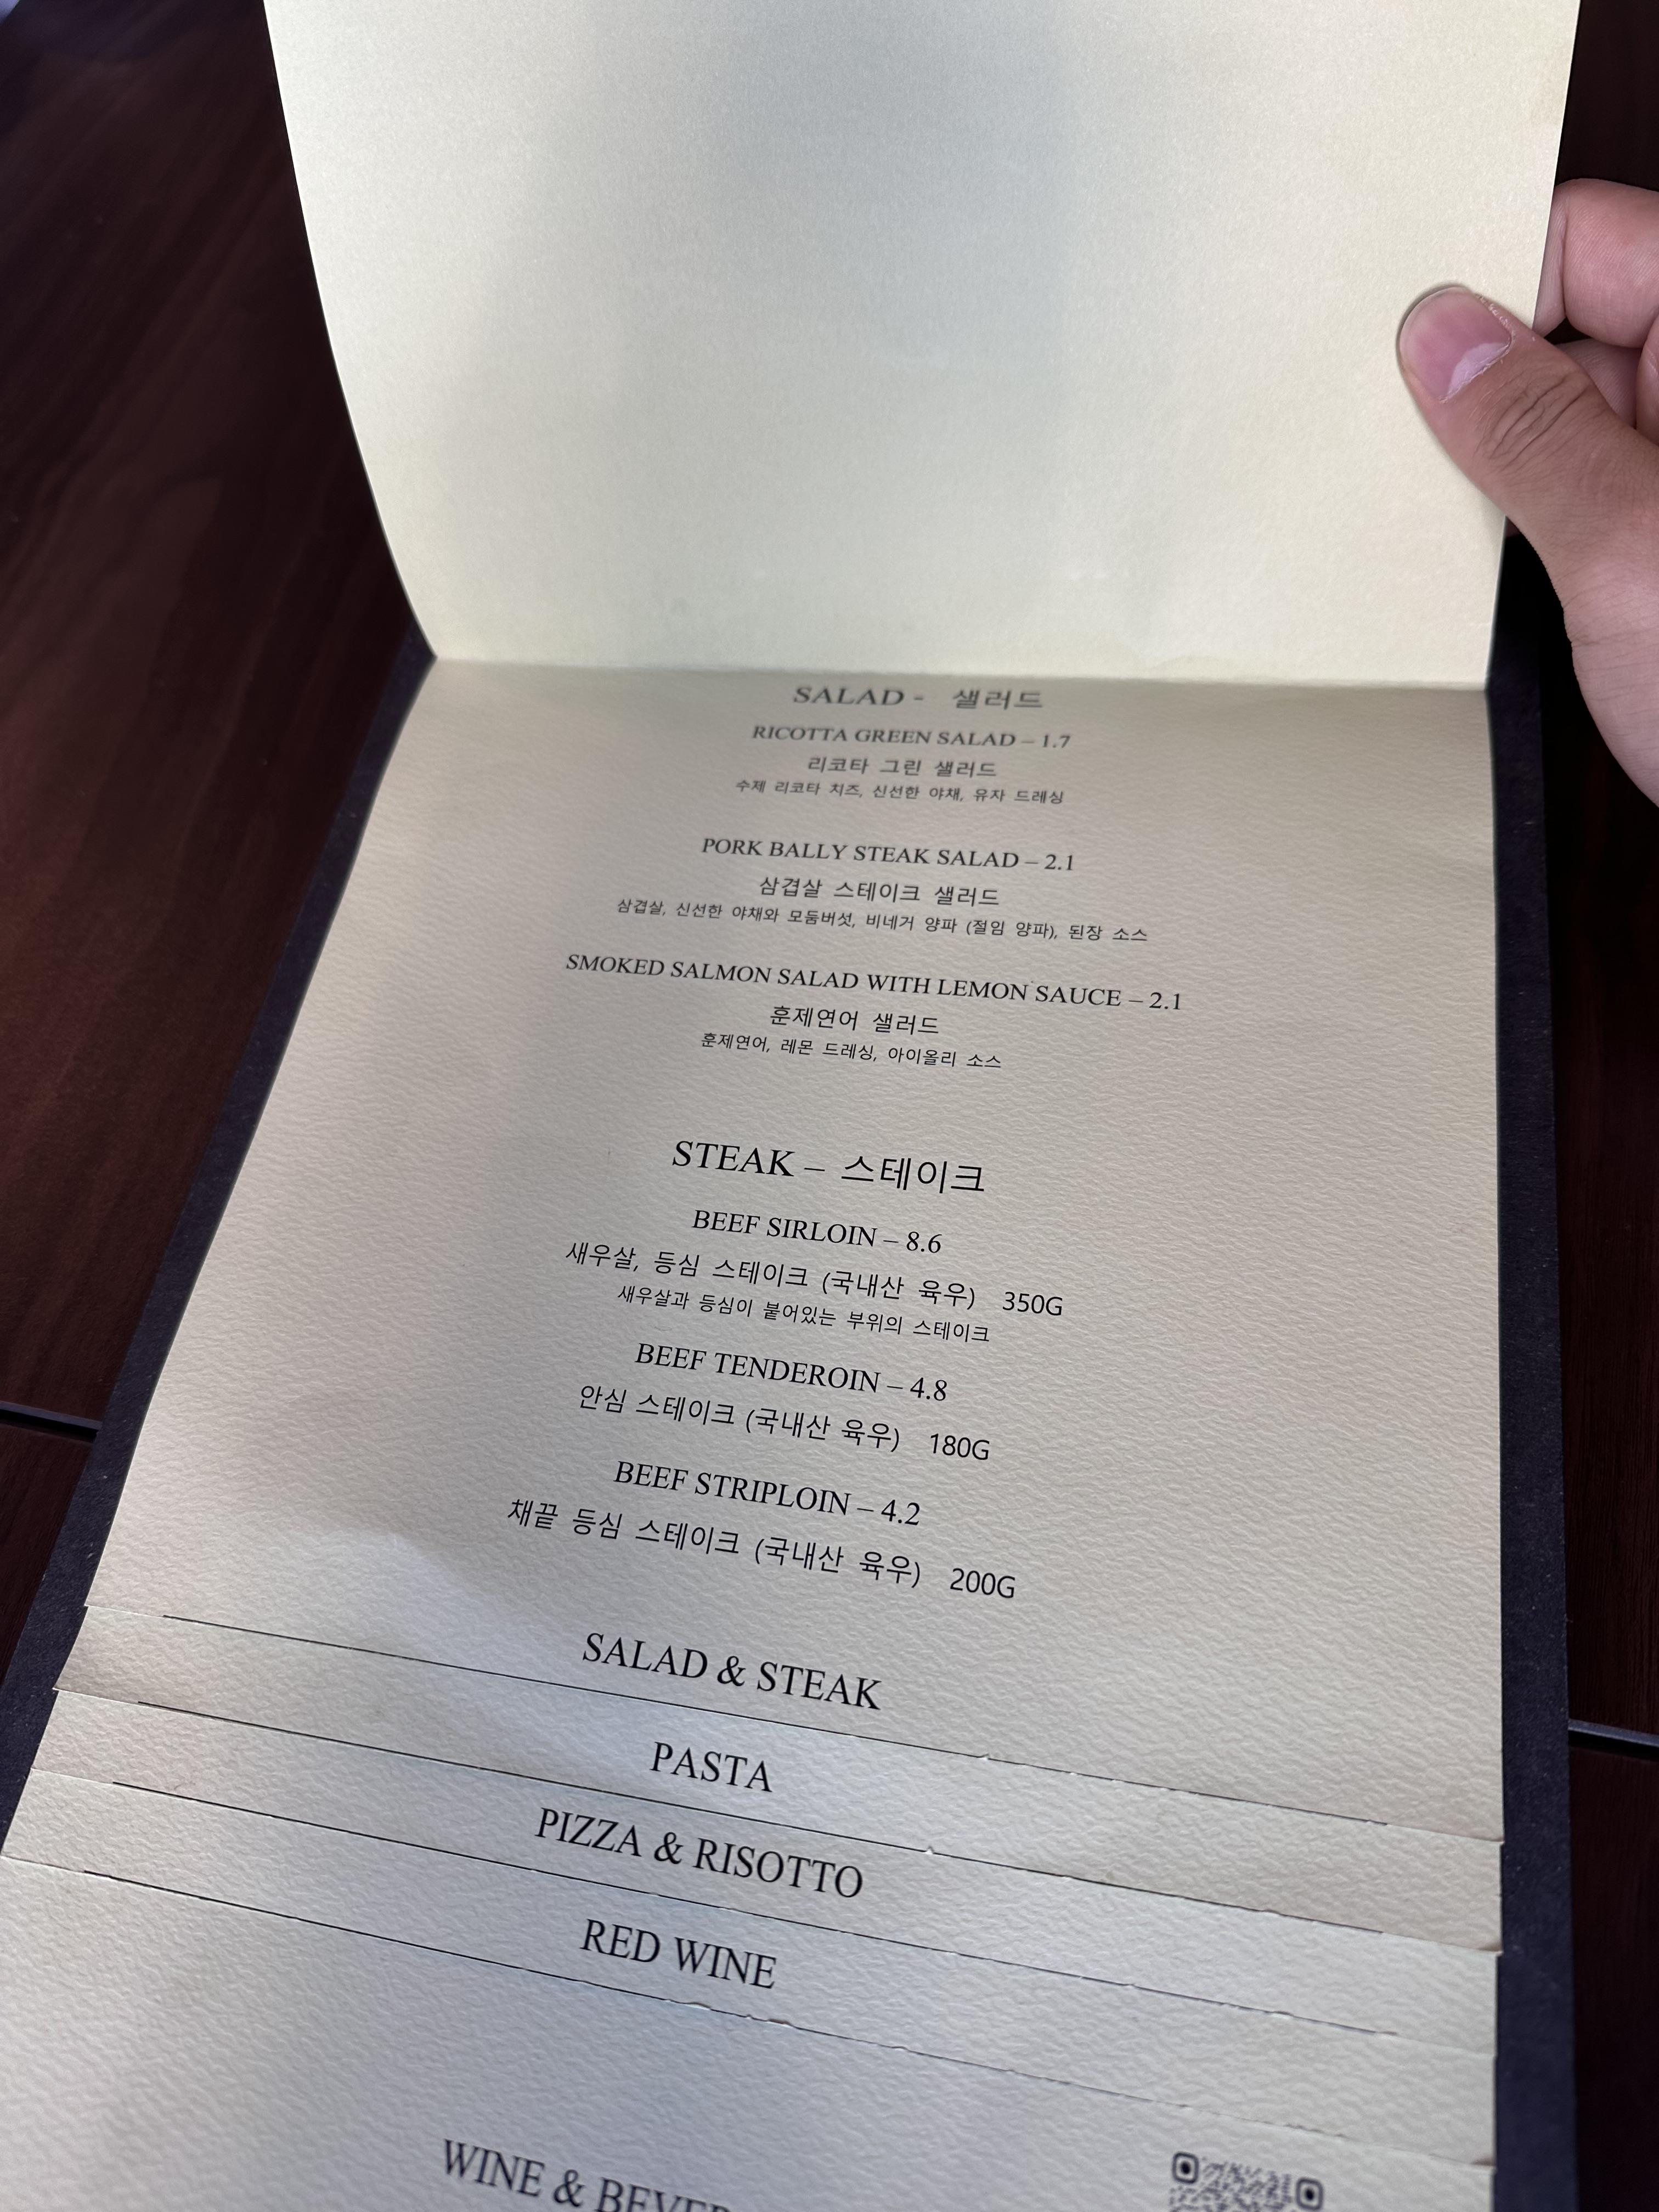 SALAD - 샐러드
RICOTTA GREEN SALAD – 1.7
리코타 그린 샐러드
수제 리코타 치즈, 신선한 야채, 유자 드레싱
PORK BALLY STEAK SALAD – 2.1
삼겹살 스테이크 샐러드
삼겹살, 신선한 야채와 모둠버섯, 비네거 양파 (절임 양파), 된장 소스
SMOKED SALMON SALAD WITH LEMON SAUCE – 2.1
훈제연어 샐러드
훈제연어, 레몬 드레싱, 아이올리 소스
STEAK – 스테이크
BEEF SIRLOIN – 8.6
새우살, 등심 스테이크 (국내산 육우) 350G
새우살과 등심이 붙어있는 부위의 스테이크
BEEF TENDEROIN – 4.8
안심 스테이크 (국내산 육우) 180G
BEEF STRIPLOIN – 4.2
채끝 등심 스테이크 (국내산 육우) 200G
SALAD & STEAK
PASTA
PIZZA & RISOTTO
RED WINE
WINE &